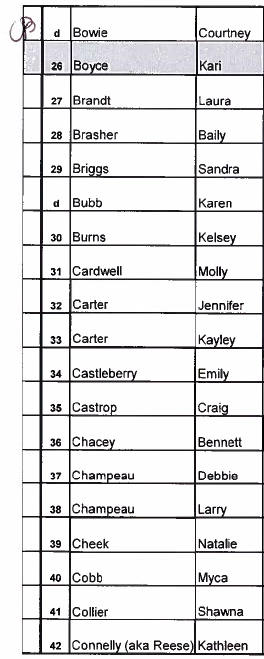 d Bowie Courtney
26 Boyce Kari
27 Brandt Laura
28 Brasher Baily
29 Briggs Sandra
d Bubb Karen
30 Burns Kelsey
31 Cardwell Molly
32 Carter Jennifer
33 Carter Kayley
34 Castleberry Emily
35 Castrop Craig
36 Chacey Bennett
37 Champeau Debbie
38 Champeau Larry
39 Cheek Natalie
40 Cobb Myca
41 Collier Shawna
42 Connelly (aka Reese) Kathleen